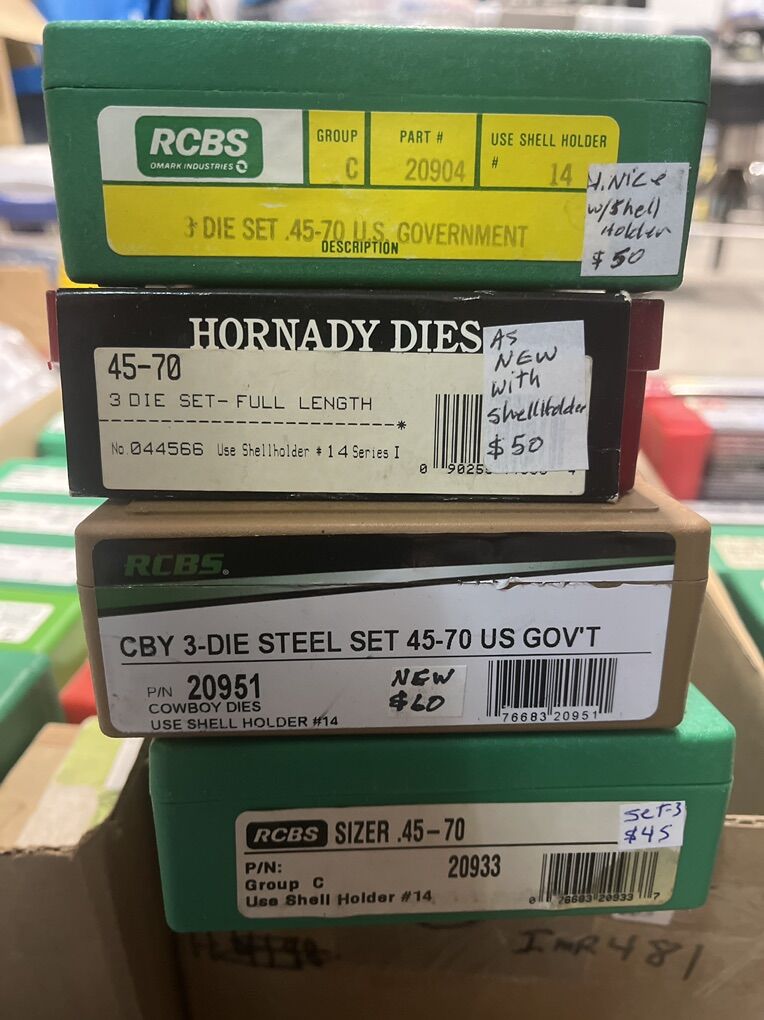 RCBS
OMARK INDUSTRIES
GROUP
C
PART #
20904
USE SHELL HOLDER
#
14
3 DIE SET .45-70 U.S. GOVERNMENT
DESCRIPTION
V. Nice
w/Shell
Holder
$50
HORNADY DIES
45-70
3 DIE SET- FULL LENGTH
No. 044566 Use Shellholder # 14 Series I
AS
NEW
with
Shellholder
$50
RCBS.
CBY 3-DIE STEEL SET 45-70 US GOV'T
P/N 20951
COWBOY DIES
USE SHELL HOLDER #14
NEW
$60
76683 20951
RCBS SIZER .45-70
P/N: 20933
Group C
Use Shell Holder #14
Set-3
$45
0 76683 20933 7
IMR 481